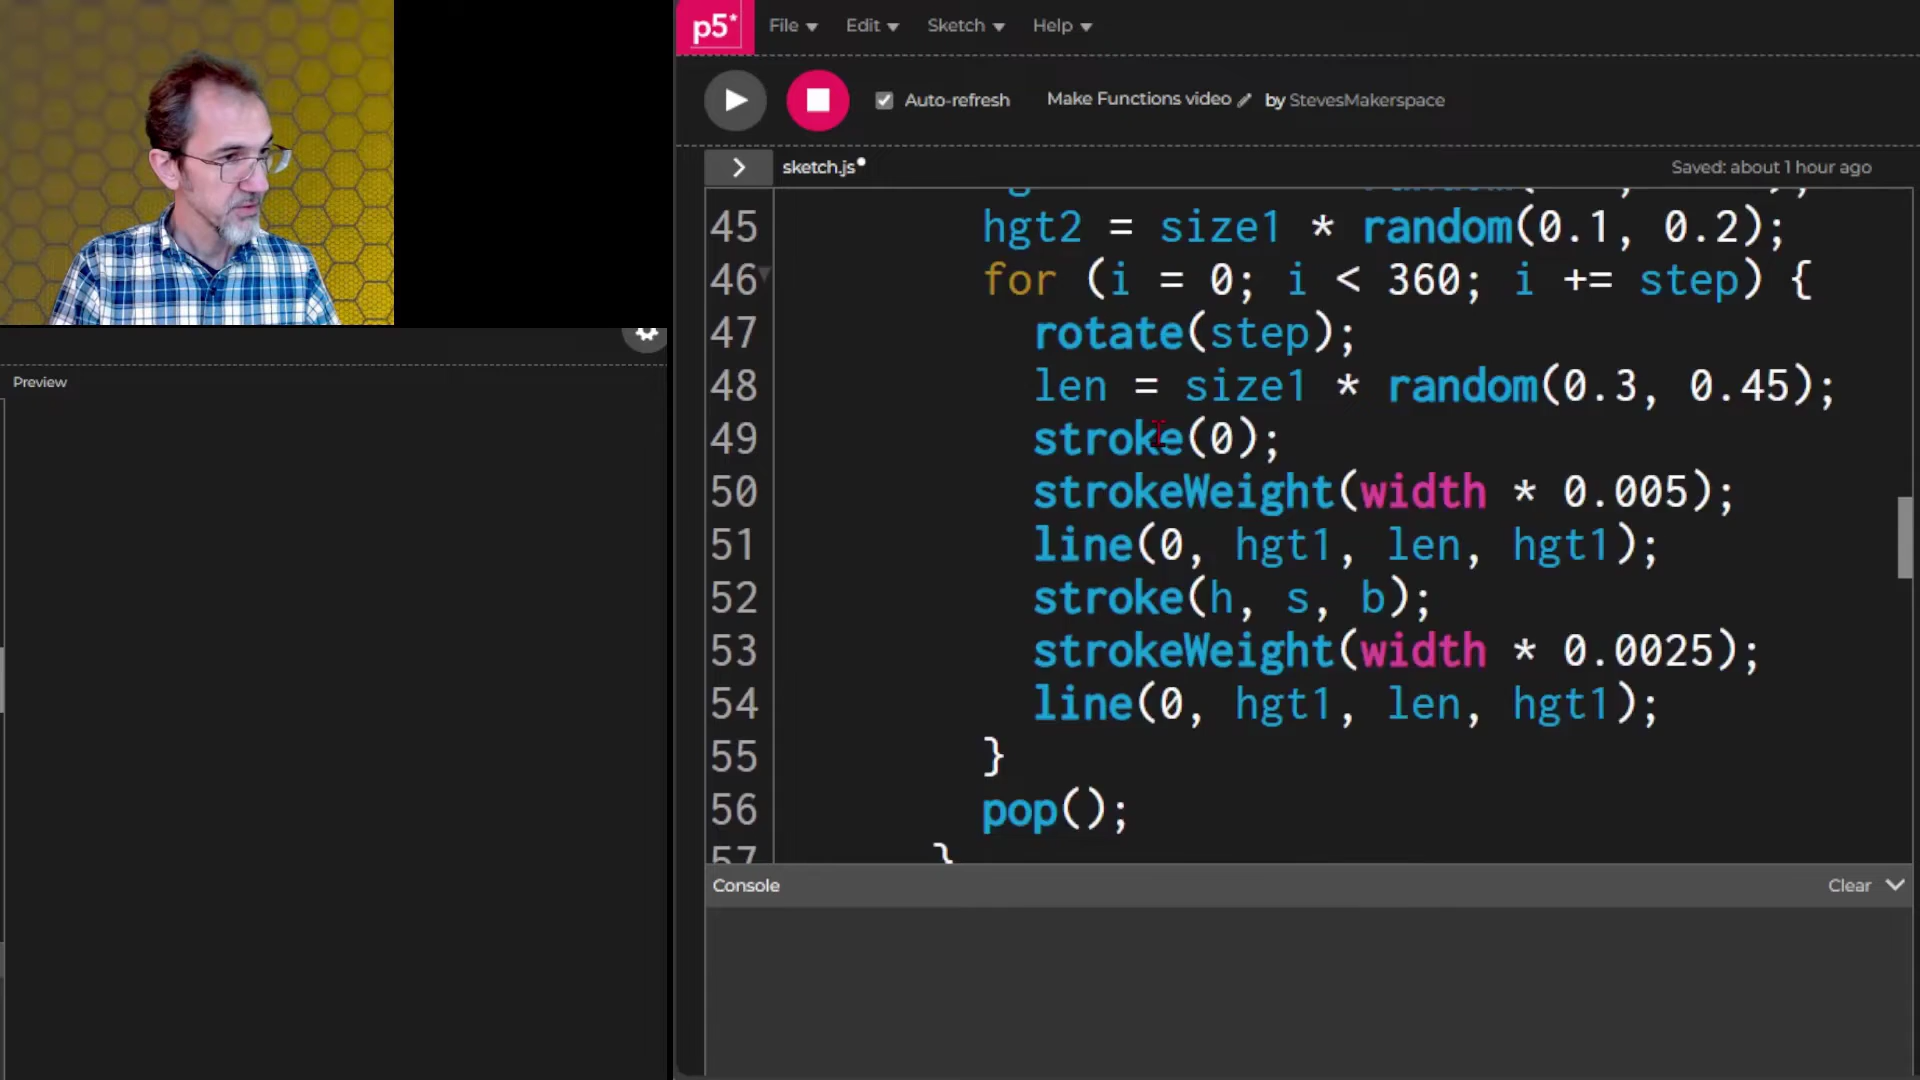 p5*
File
Edit
Sketch
Help
Auto-refresh
Make Functions video
by StevesMakerspace
sketch.js
Saved: about 1 hour ago
45 hgt2 = size1 * random(0.1, 0.2);
46 for (i = 0; i < 360; i += step) {
47 rotate(step);
48 len = size1 * random(0.3, 0.45);
49 stroke(0);
50 strokeWeight(width * 0.005);
51 line(0, hgt1, len, hgt1);
52 stroke(h, s, b);
53 strokeWeight(width * 0.0025);
54 line(0, hgt1, len, hgt1);
55 }
56 pop();
57 }
Console
Clear
Preview